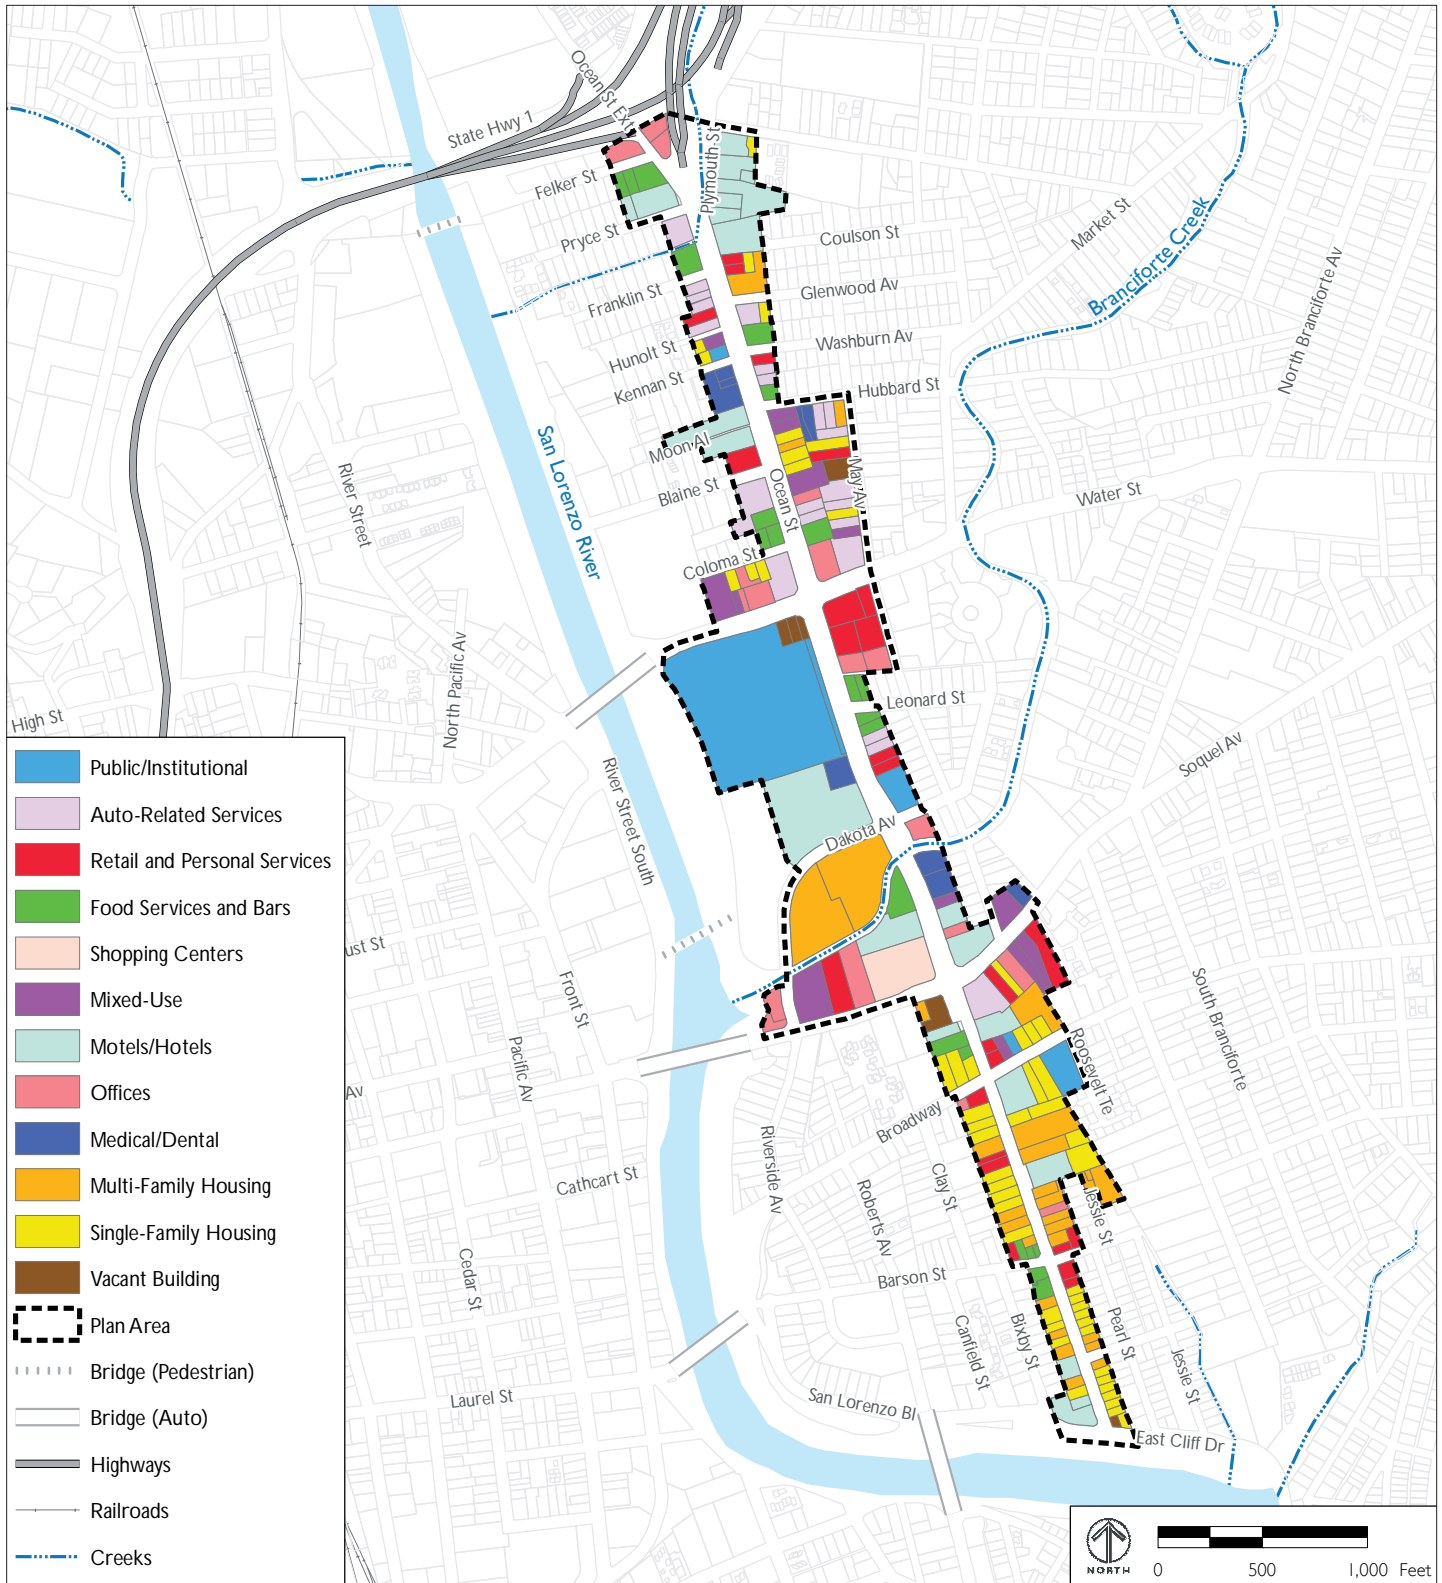 Ocean St Ext
State Hwy 1
Plymouth St
Felker St
Market St
Pryce St
Coulson St
Branciforte Creek
North Branciforte Av
Glenwood Av
Franklin St
Washburn Av
Hunolt St
Kennan St
Hubbard St
Moon Al
San Lorenzo River
May Av
River Street
Blaine St
Ocean St
Water St
Coloma St
North Pacific Av
High St
Leonard St
Soquel Av
River Street South
Dakota Av
ust St
Front St
South Branciforte
Pacific Av
Av
Roosevelt Te
Broadway
Riverside Av
Cathcart St
Clay St
Roberts Av
Jessie St
Cedar St
Barson St
Canfield St
Bixby St
Pearl St
Jessie St
Laurel St
San Lorenzo Bl
East Cliff Dr
Public/Institutional
Auto-Related Services
Retail and Personal Services
Food Services and Bars
Shopping Centers
Mixed-Use
Motels/Hotels
Offices
Medical/Dental
Multi-Family Housing
Single-Family Housing
Vacant Building
Plan Area
Bridge (Pedestrian)
Bridge (Auto)
Highways
Railroads
Creeks
NORTH
0 500 1,000 Feet